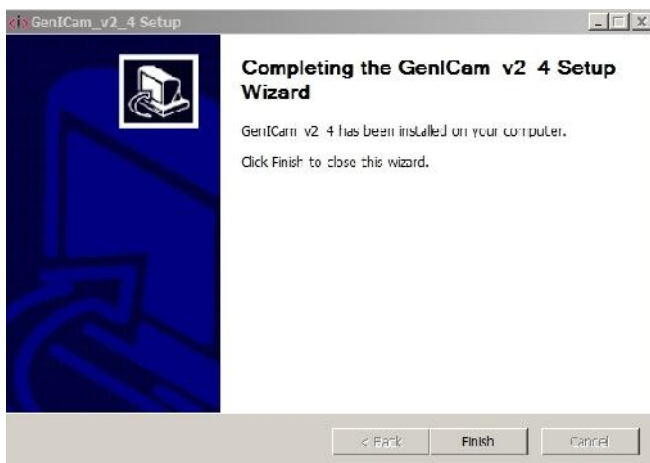 GenICam_v2_4 Setup
Completing the GenICam v2 4 Setup
Wizard
GenICam v2 4 has been installed on your computer.
Click Finish to close this wizard.
< Back
Finish
Cancel